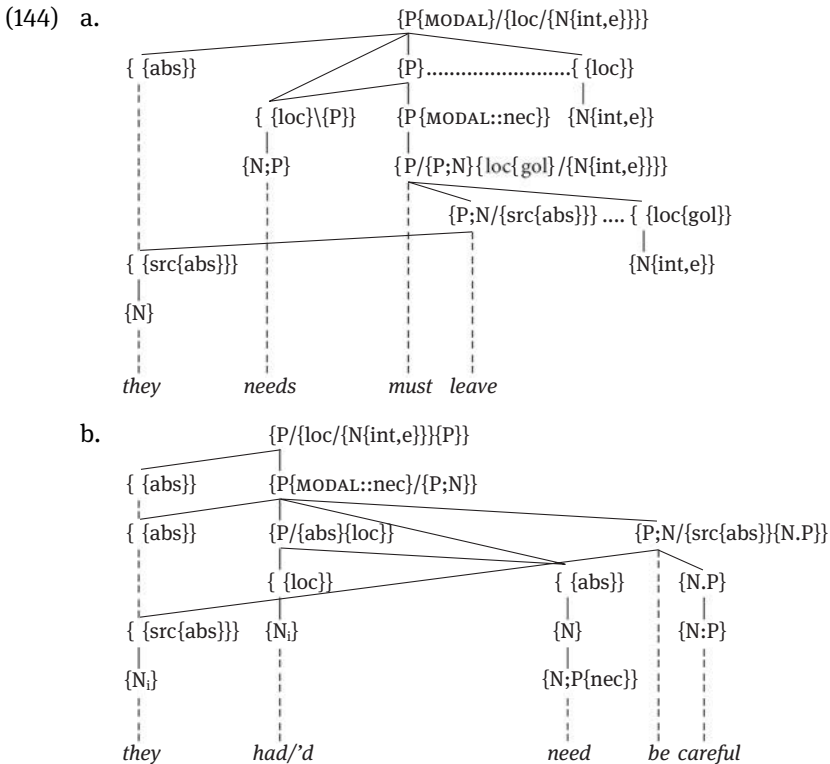 (144) a. {P{MODAL}/{loc/{N{int,e}}}}
{ {abs}} {P}..........................{ {loc}}
{ {loc}\{P}} {P{MODAL::nec}} {N{int,e}}
{N;P} {P/{P;N}{loc{gol}/{N{int,e}}}}
{P;N/{src{abs}}} .... { {loc{gol}}
{ {src{abs}}} {N{int,e}}
{N}
they needs must leave
b. {P/{loc/{N{int,e}}}{P}}
{ {abs}} {P{MODAL::nec}/{P;N}}
{ {abs}} {P/{abs}{loc}} {P;N/{src{abs}}{N.P}}
{ {loc}} { {abs}} {N.P}
{ {src{abs}}} {Nᵢ} {N} {N:P}
{Nᵢ} {N;P{nec}}
they had/’d need be careful